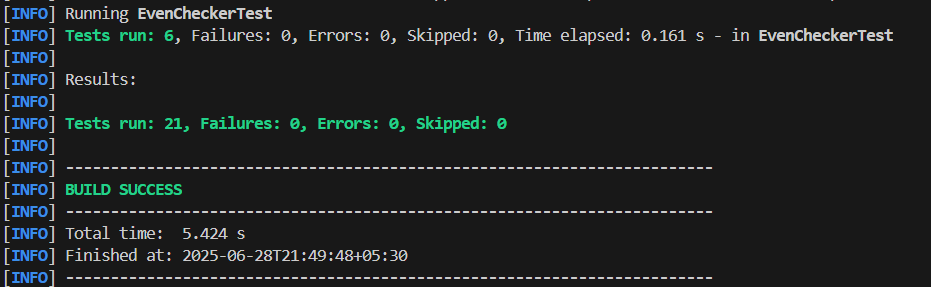 [INFO] Running EvenCheckerTest
[INFO] Tests run: 6, Failures: 0, Errors: 0, Skipped: 0, Time elapsed: 0.161 s - in EvenCheckerTest
[INFO]
[INFO] Results:
[INFO]
[INFO] Tests run: 21, Failures: 0, Errors: 0, Skipped: 0
[INFO]
[INFO] ------------------------------------------------------------------------
[INFO] BUILD SUCCESS
[INFO] ------------------------------------------------------------------------
[INFO] Total time:  5.424 s
[INFO] Finished at: 2025-06-28T21:49:48+05:30
[INFO] ------------------------------------------------------------------------